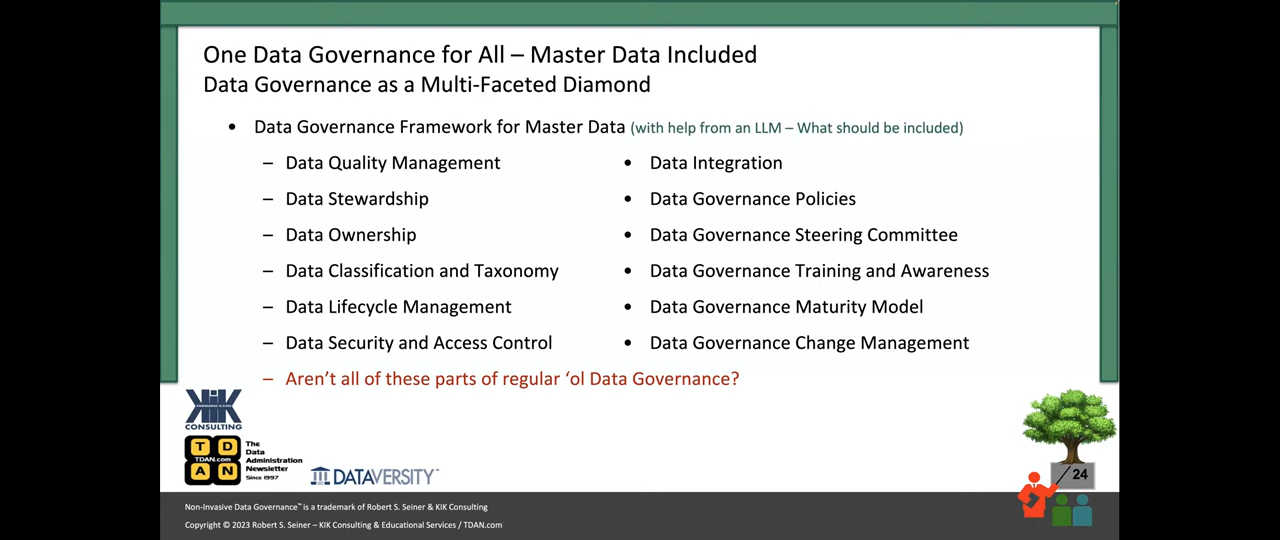 One Data Governance for All – Master Data Included
Data Governance as a Multi-Faceted Diamond
• Data Governance Framework for Master Data (with help from an LLM – What should be included)
– Data Quality Management
– Data Stewardship
– Data Ownership
– Data Classification and Taxonomy
– Data Lifecycle Management
– Data Security and Access Control
• Data Integration
• Data Governance Policies
• Data Governance Steering Committee
• Data Governance Training and Awareness
• Data Governance Maturity Model
• Data Governance Change Management
– Aren't all of these parts of regular 'ol Data Governance?
KIK
CONSULTING
T D
TDAN.com
A N
The
Data
Administration
Newsletter
Since 1997
DATAVERSITY™
/ 24
Non-Invasive Data Governance™ is a trademark of Robert S. Seiner & KIK Consulting
Copyright © 2023 Robert S. Seiner – KIK Consulting & Educational Services / TDAN.com